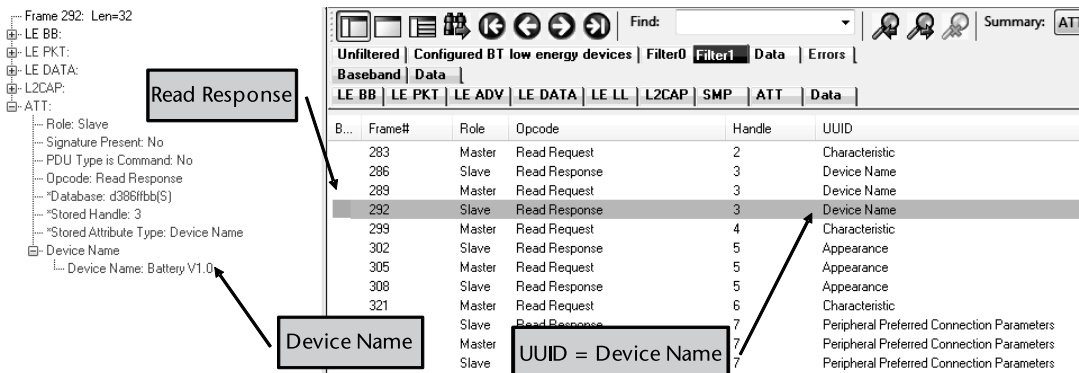 Frame 292: Len=32
LE BB:
LE PKT:
LE DATA:
L2CAP:
ATT:
Role: Slave
Signature Present: No
PDU Type is Command: No
Opcode: Read Response
*Database: d386ffbb(S)
*Stored Handle: 3
*Stored Attribute Type: Device Name
Device Name
Device Name: Battery V1.0
Read Response
Device Name
Find:
Summary: ATT
Unfiltered Configured BT low energy devices Filter0 Filter1 Data Errors
Baseband Data
LE BB LE PKT LE ADV LE DATA LE LL L2CAP SMP ATT Data
B... Frame# Role Opcode Handle UUID
283 Master Read Request 2 Characteristic
286 Slave Read Response 3 Device Name
289 Master Read Request 3 Device Name
292 Slave Read Response 3 Device Name
299 Master Read Request 4 Characteristic
302 Slave Read Response 5 Appearance
305 Master Read Request 5 Appearance
308 Slave Read Response 5 Appearance
321 Master Read Request 6 Characteristic
Slave Read Response 7 Peripheral Preferred Connection Parameters
Master 7 Peripheral Preferred Connection Parameters
Slave 7 Peripheral Preferred Connection Parameters
UUID = Device Name